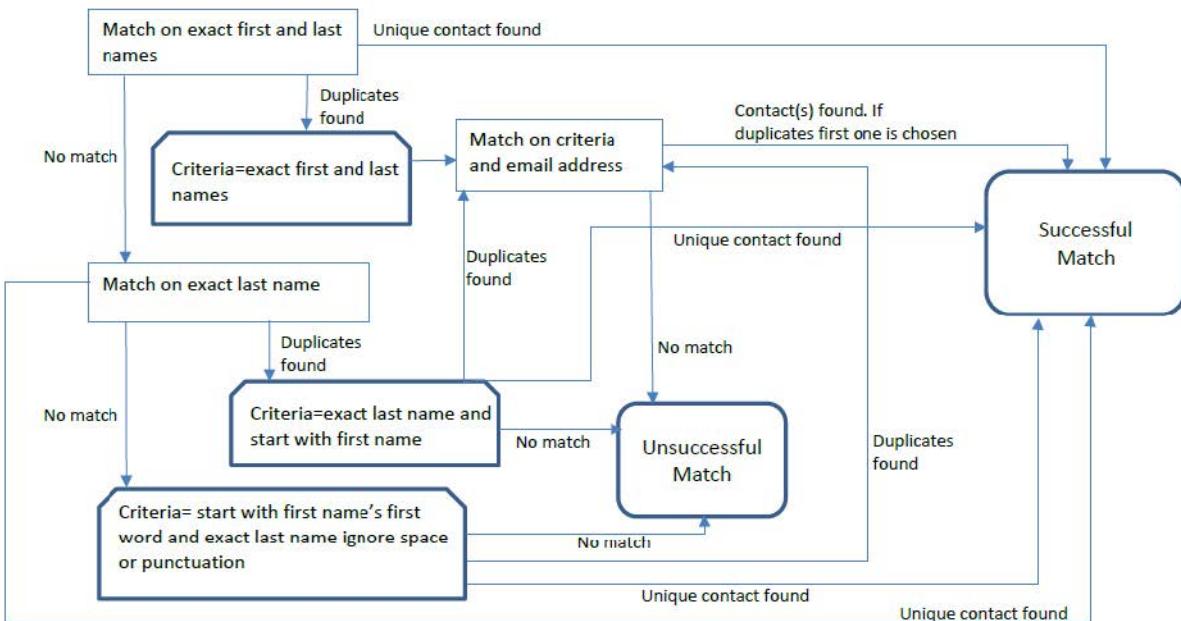 Match on exact first and last
names
Unique contact found
Duplicates
found
No match
Criteria=exact first and last
names
Match on criteria
and email address
Contact(s) found. If
duplicates first one is chosen
Successful
Match
Unique contact found
Duplicates
found
Match on exact last name
Duplicates
found
No match
No match
Criteria=exact last name and
start with first name
No match
Unsuccessful
Match
Duplicates
found
Criteria= start with first name’s first
word and exact last name ignore space
or punctuation
No match
Unique contact found
Unique contact found